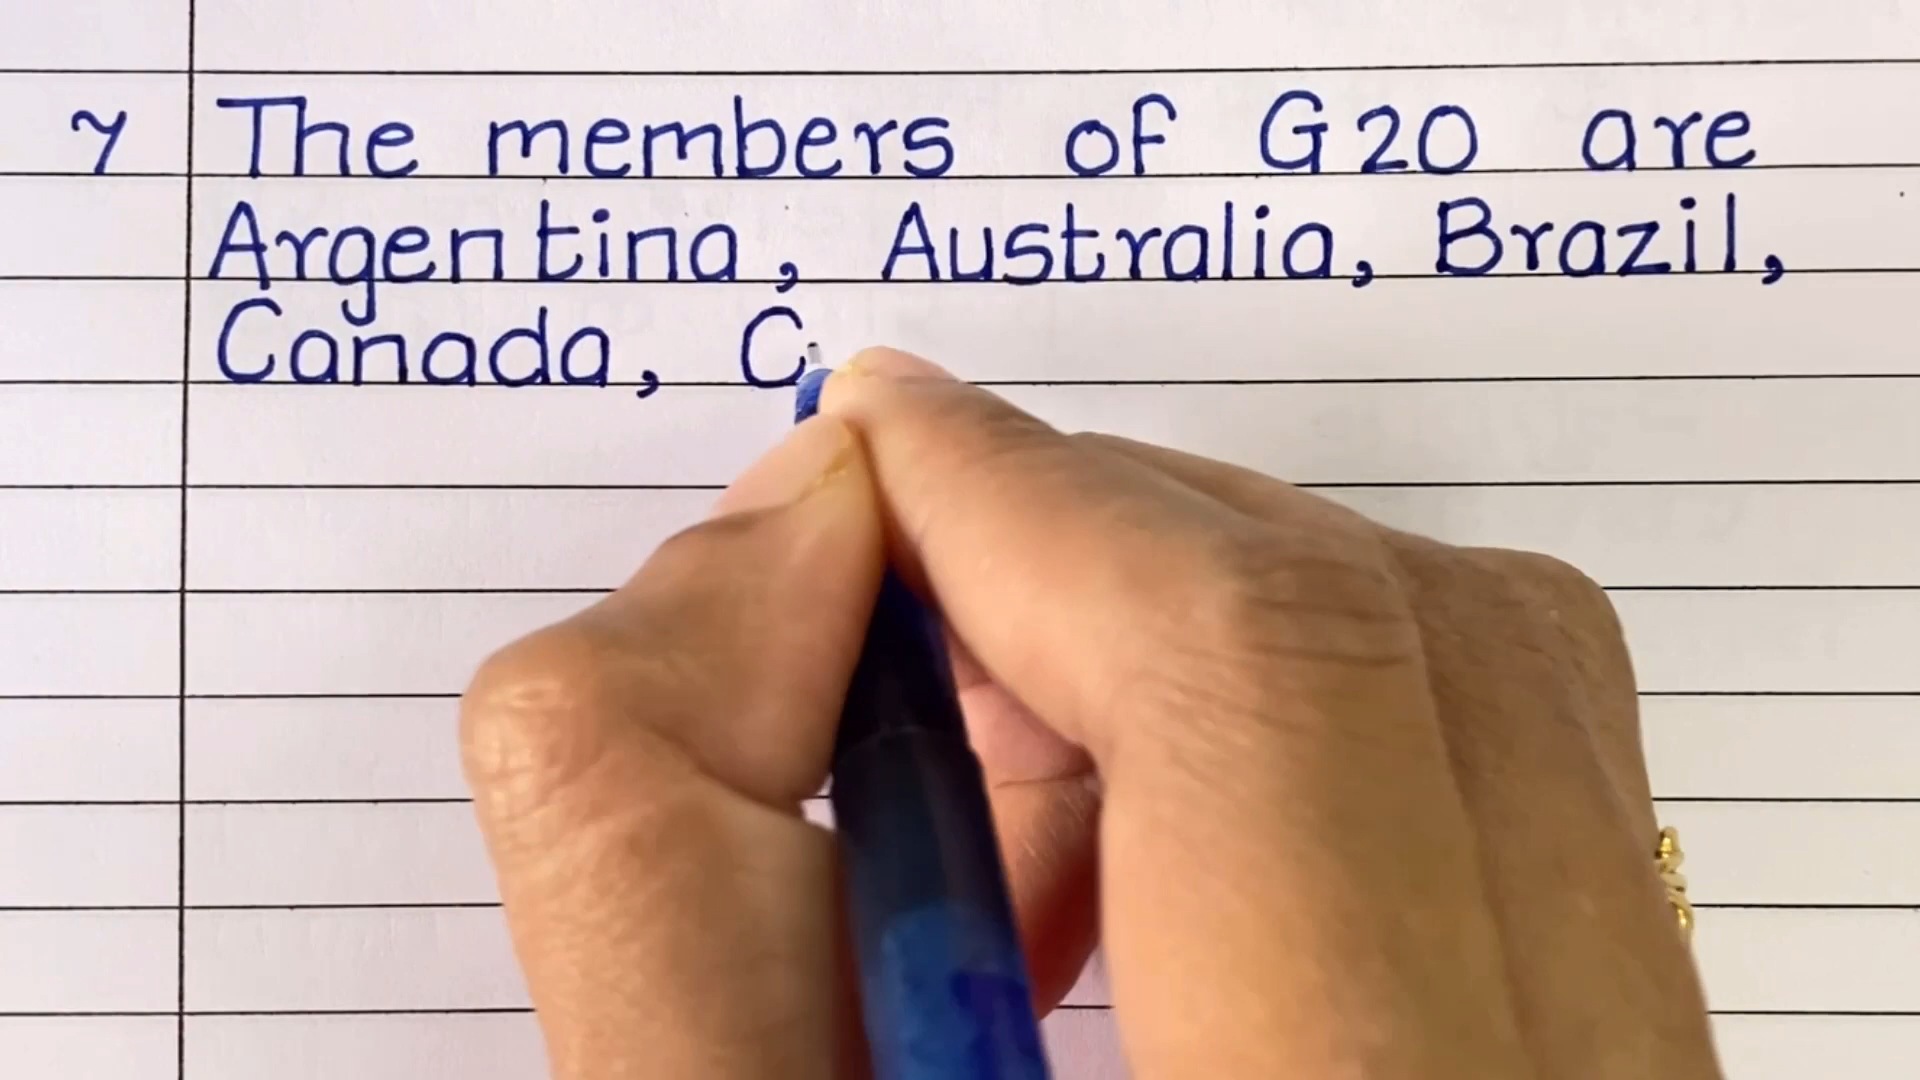 7 The members of G20 are
Argentina, Australia, Brazil,
Canada, C